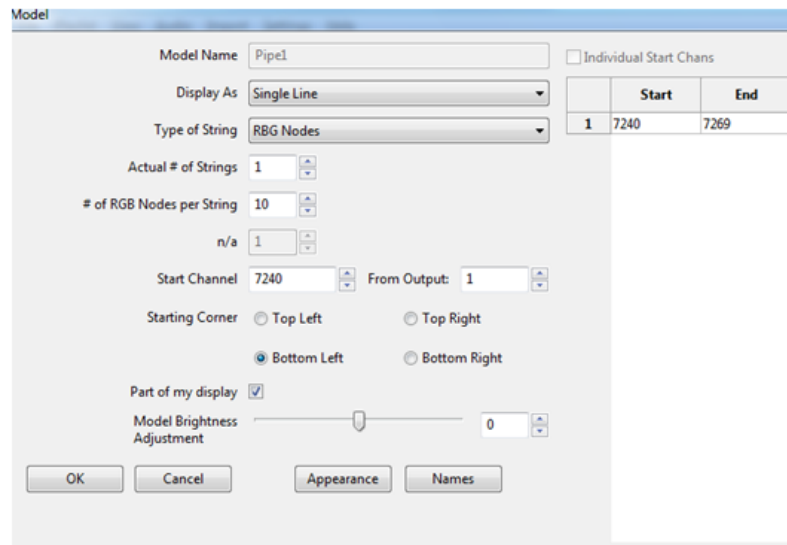 Model
Model Name Pipe1 Individual Start Chans
Display As Single Line Start End
Type of String RBG Nodes 1 7240 7269
Actual # of Strings 1
# of RGB Nodes per String 10
n/a 1
Start Channel 7240 From Output: 1
Starting Corner Top Left Top Right
Bottom Left Bottom Right
Part of my display
Model Brightness 0
Adjustment
OK Cancel Appearance Names